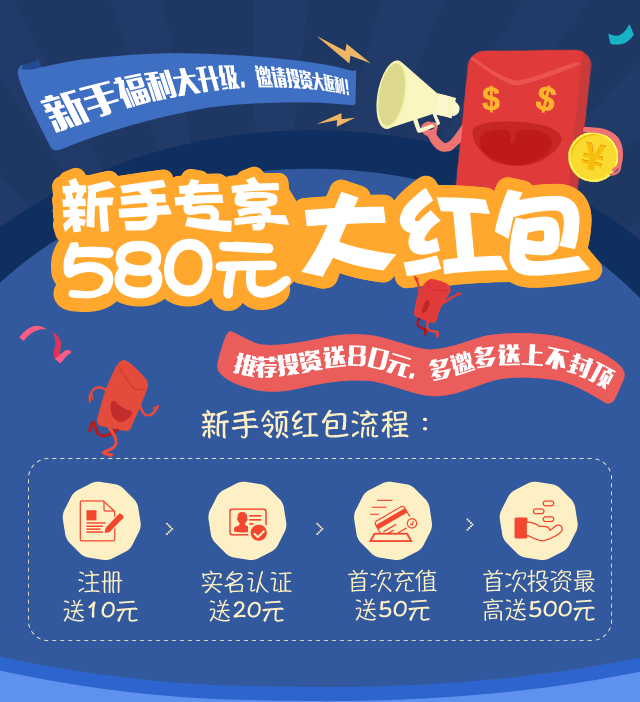 新手福利大升级，邀请投资大返利！
$ $
¥
新手专享
580元
大红包
推荐投资送80元，多邀多送上不封顶
新手领红包流程：
注册
送10元
实名认证
送20元
首次充值
送50元
首次投资最
高送500元